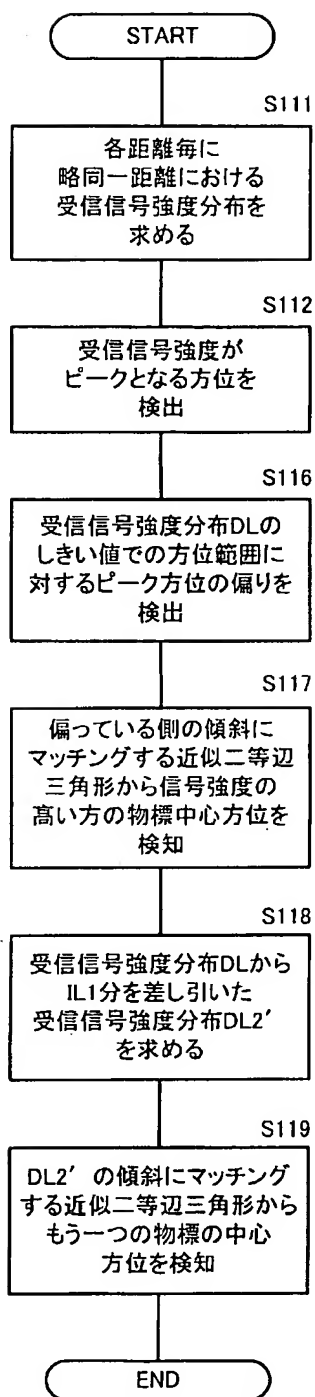 START
S111
各距離毎に
略同一距離における
受信信号強度分布を
求める
S112
受信信号強度が
ピークとなる方位を
検出
S116
受信信号強度分布DLの
しきい値での方位範囲に
対するピーク方位の偏りを
検出
S117
偏っている側の傾斜に
マッチングする近似二等辺
三角形から信号強度の
高い方の物標中心方位を
検知
S118
受信信号強度分布DLから
IL1分を差し引いた
受信信号強度分布DL2'
を求める
S119
DL2' の傾斜にマッチング
する近似二等辺三角形から
もう一つの物標の中心
方位を検知
END